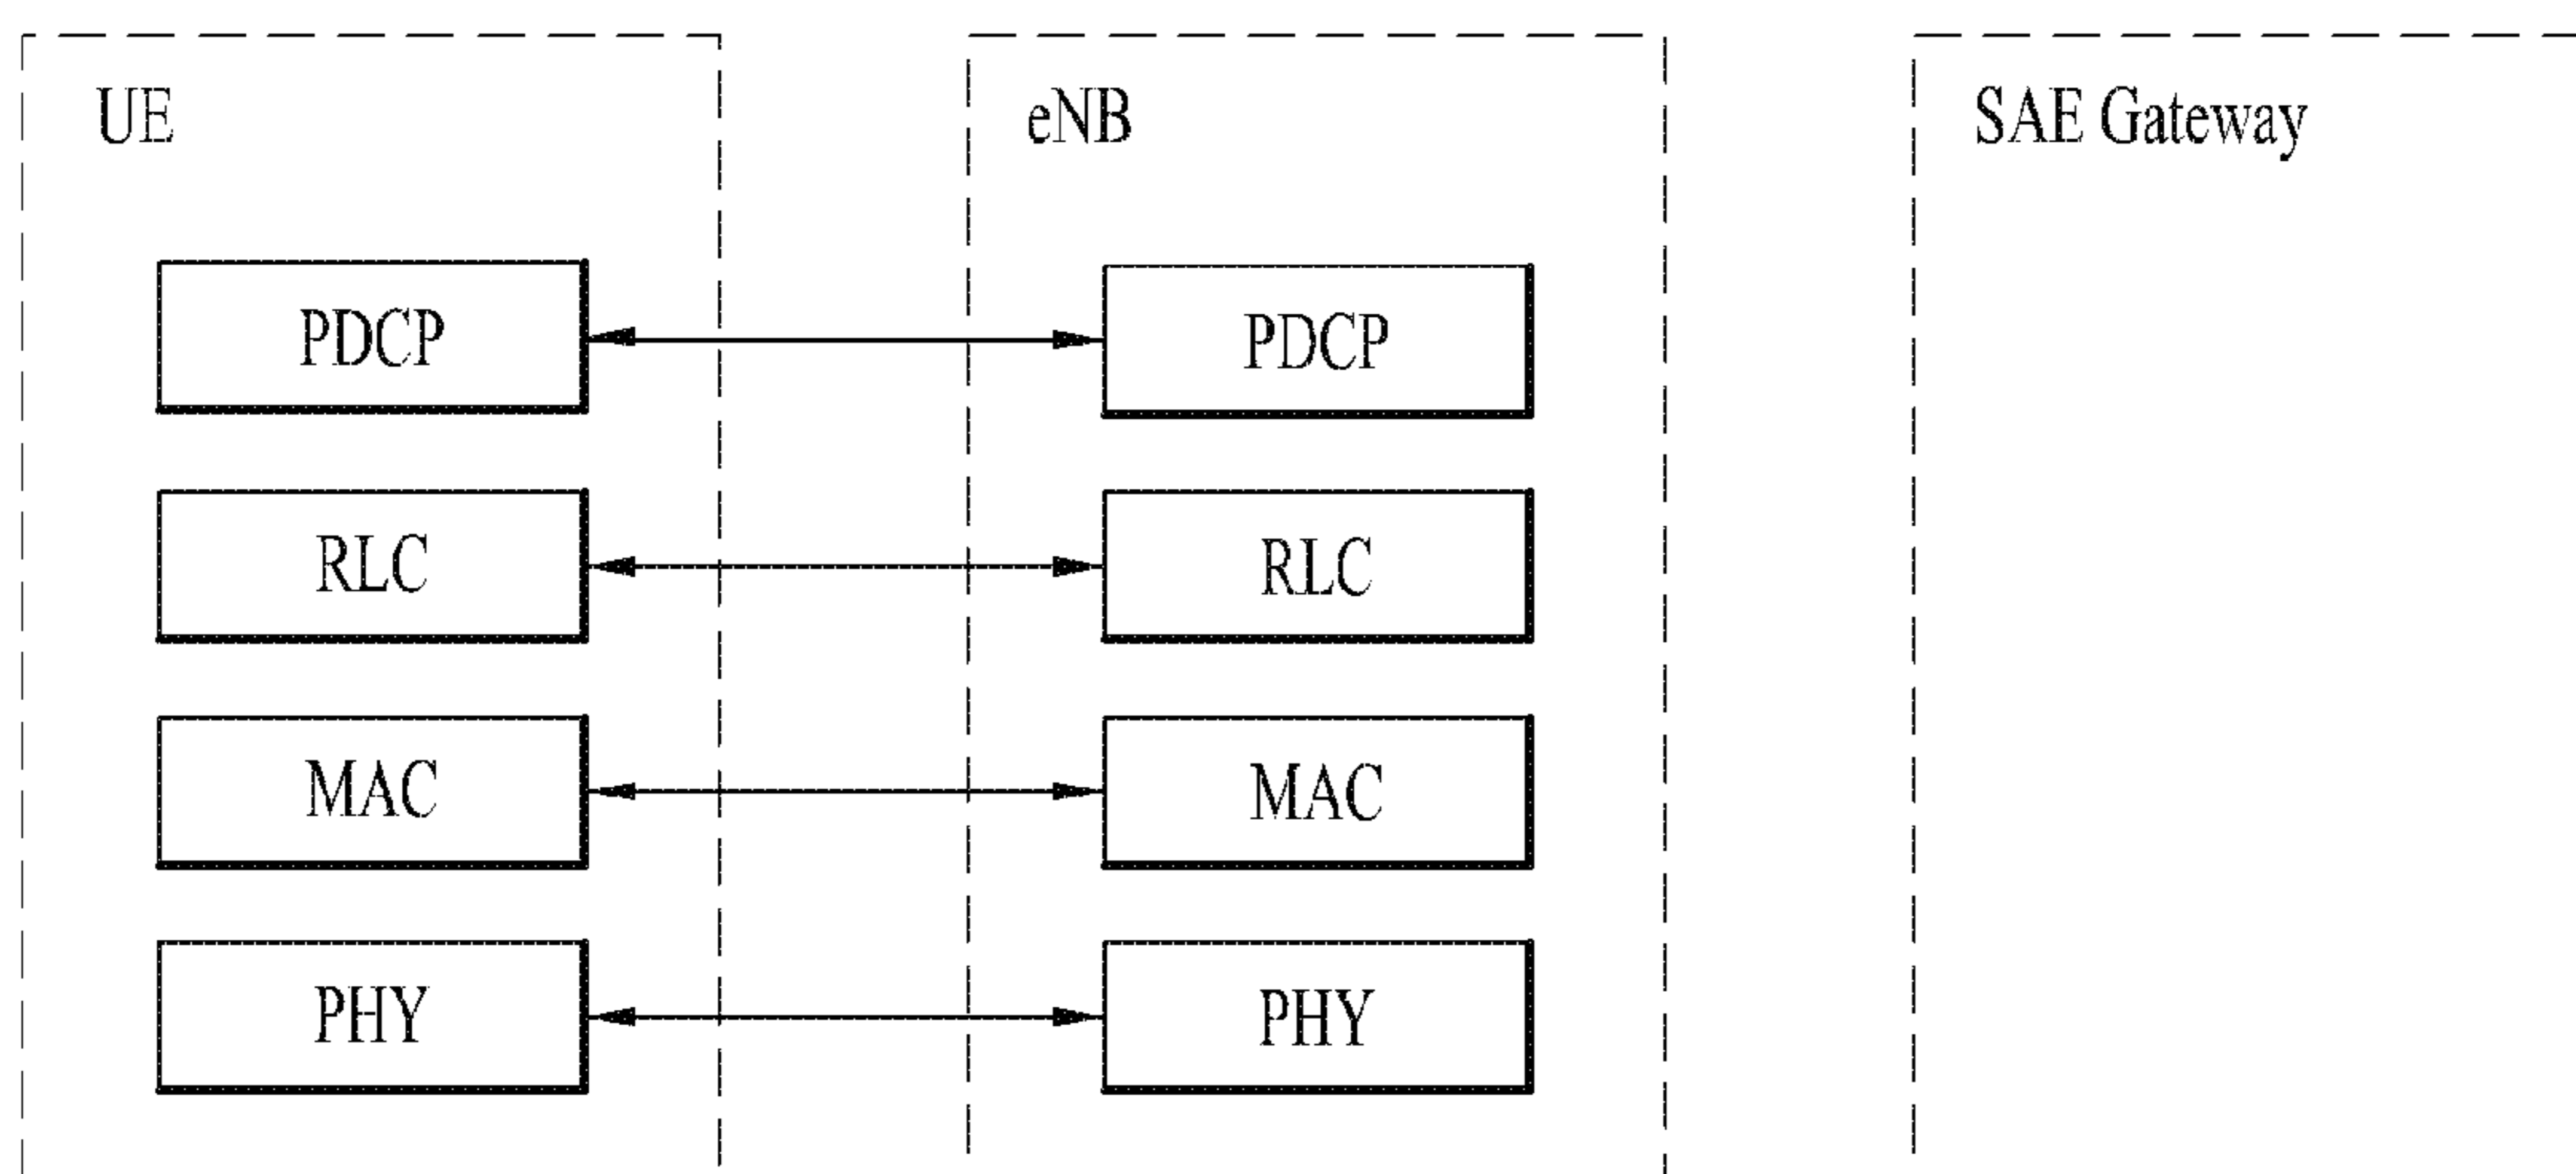 UE
eNB
SAE Gateway
PDCP
PDCP
RLC
RLC
MAC
MAC
PHY
PHY